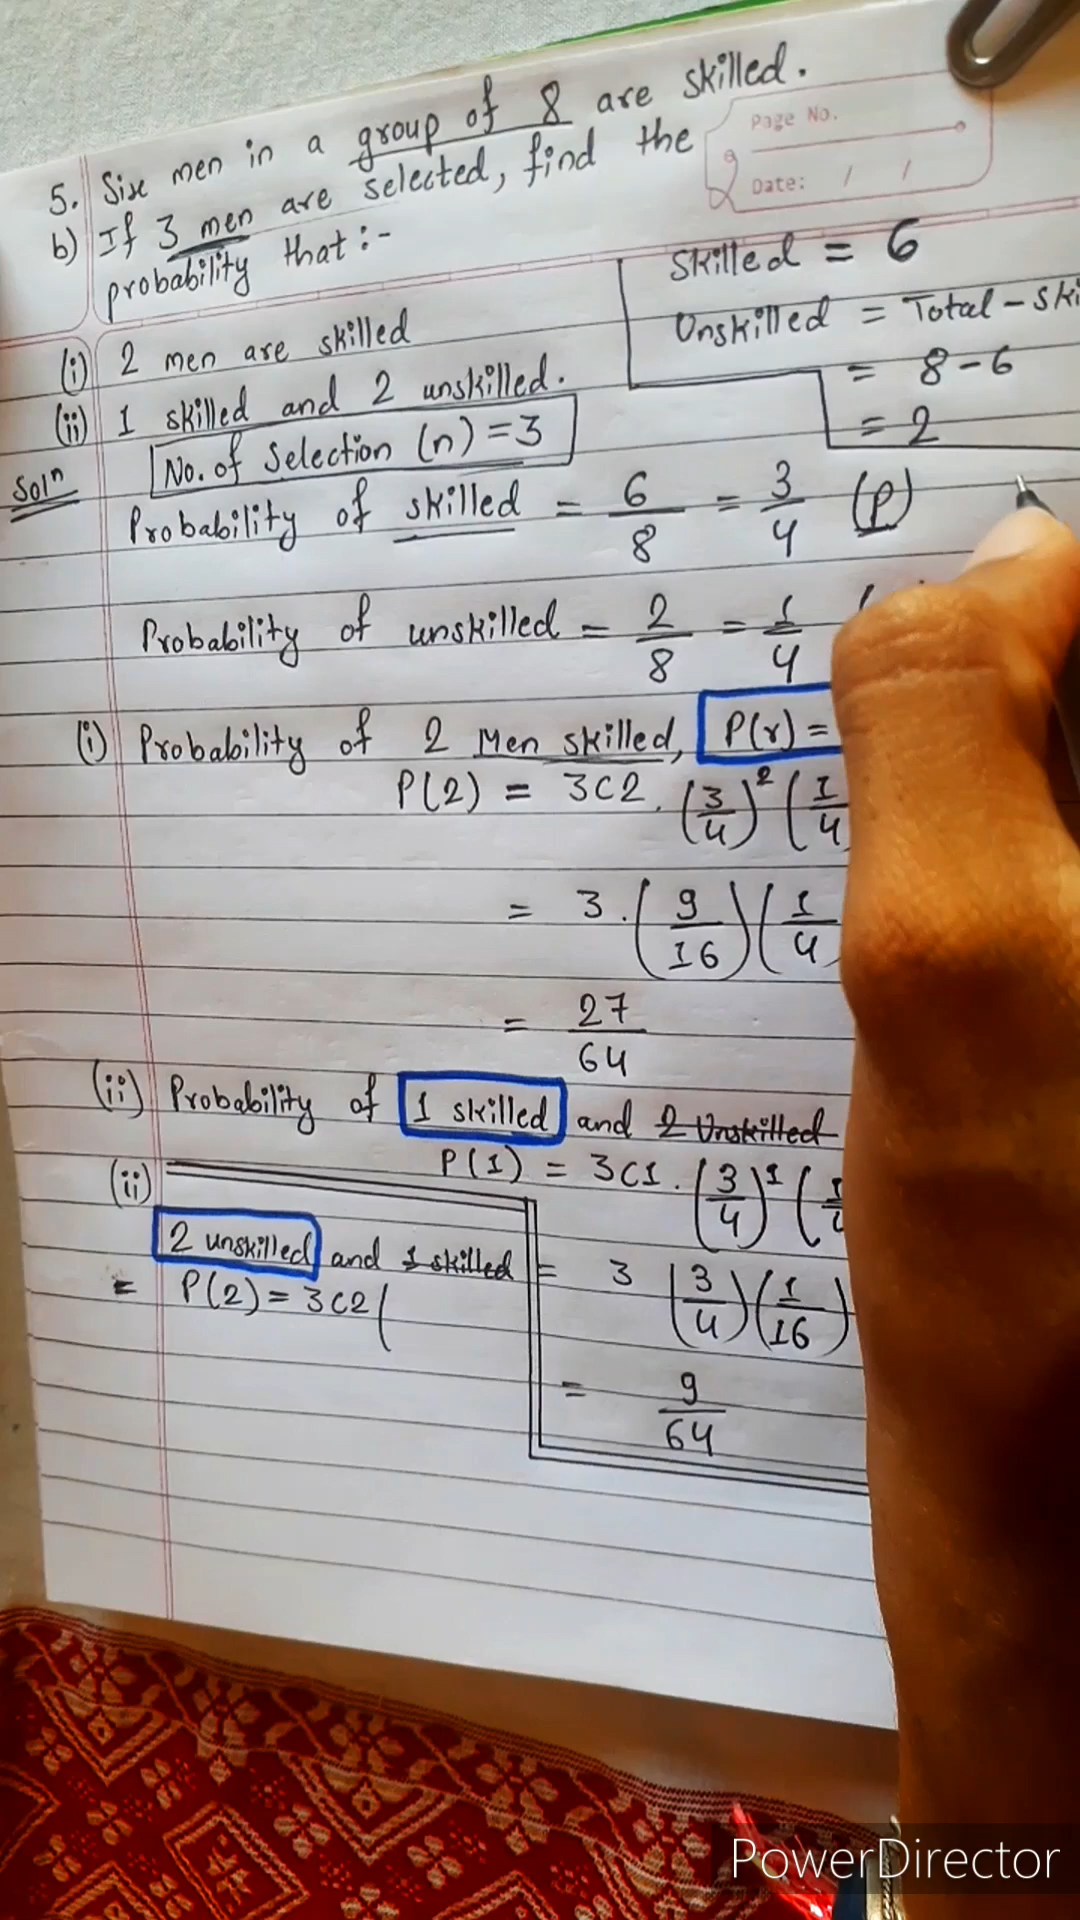 5. Six men in a group of 8 are skilled.
b) If 3 men are selected, find the
probability that :-
Page No.
Date: / /
(i) 2 men are skilled
(ii) 1 skilled and 2 unskilled.
Skilled = 6
Unskilled = Total - Ski
= 8 - 6
= 2
Soln
No. of Selection (n) = 3
Probability of skilled = 6/8 = 3/4 (p)
Probability of unskilled = 2/8 = 1/4 (
(i) Probability of 2 Men skilled, P(r) =
P(2) = 3C2 . (3/4)² (1/4
= 3 . (9/16) (1/4
= 27/64
(ii) Probability of 1 skilled and 2 Unskilled
P(1) = 3C1 . (3/4)¹ (1/4
(ii)
2 unskilled and 1 skilled
= P(2) = 3C2 (
= 3 (3/4) (1/16)
= 9/64
PowerDirector